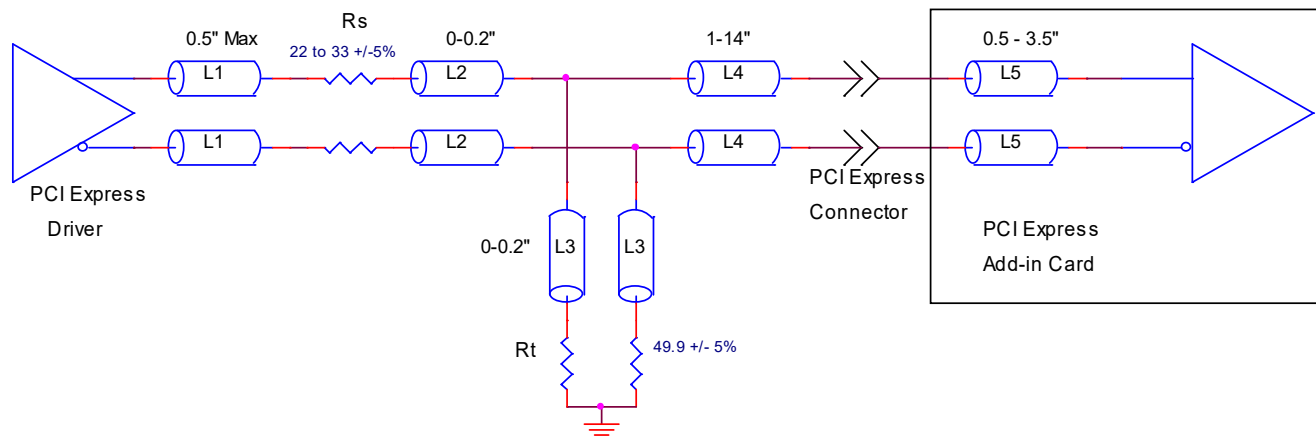 Rs
0.5" Max
22 to 33 +/-5%
0-0.2"
1-14"
0.5 - 3.5"
L1
L2
L4
L5
L1
L2
L4
L5
PCI Express
Driver
PCI Express
Connector
PCI Express
Add-in Card
0-0.2"
L3
L3
Rt
49.9 +/- 5%